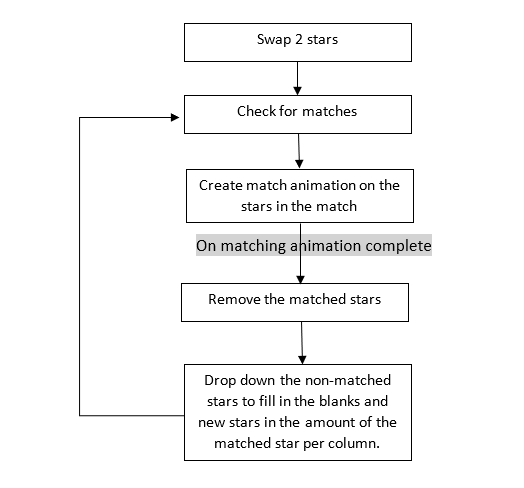 Swap 2 stars
Check for matches
Create match animation on the
stars in the match
On matching animation complete
Remove the matched stars
Drop down the non-matched
stars to fill in the blanks and
new stars in the amount of the
matched star per column.